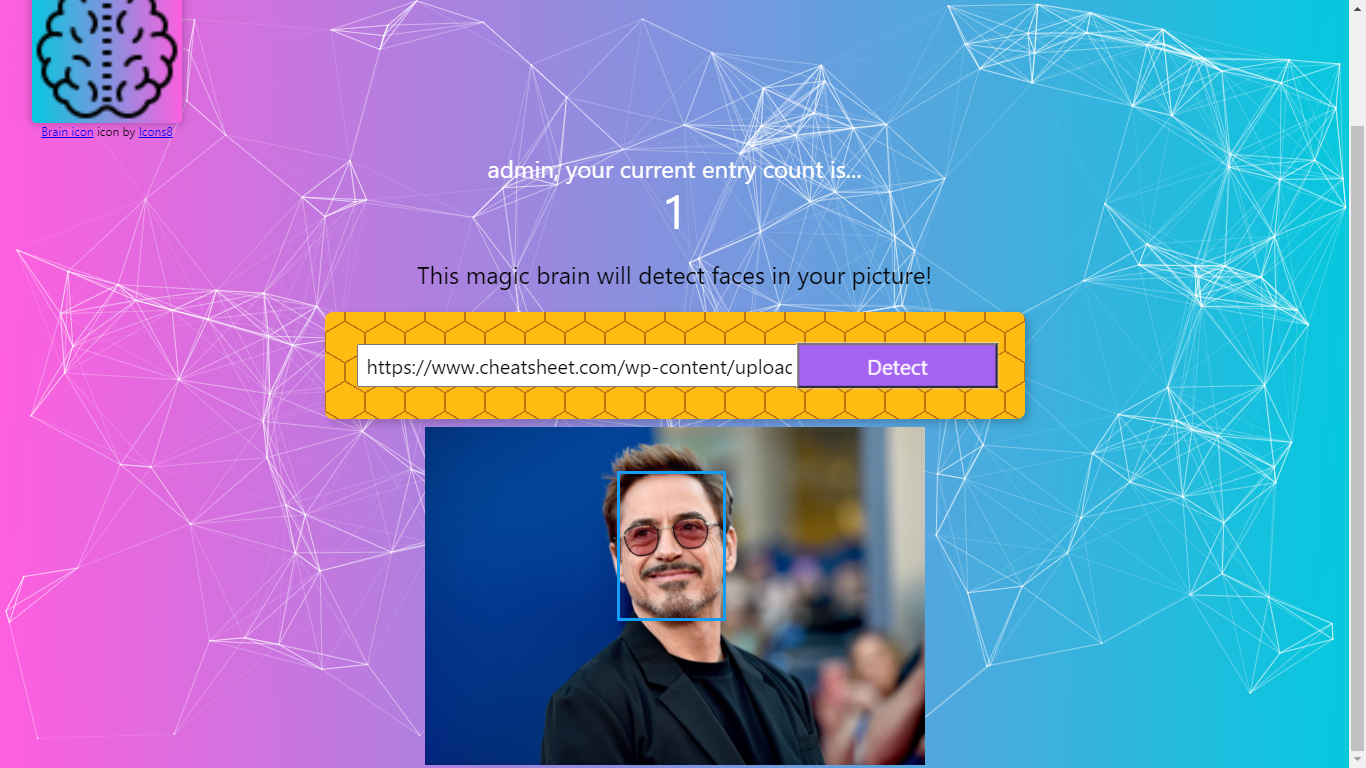 Brain icon icon by Icons8
admin, your current entry count is...
1
This magic brain will detect faces in your picture!
https://www.cheatsheet.com/wp-content/uploac
Detect